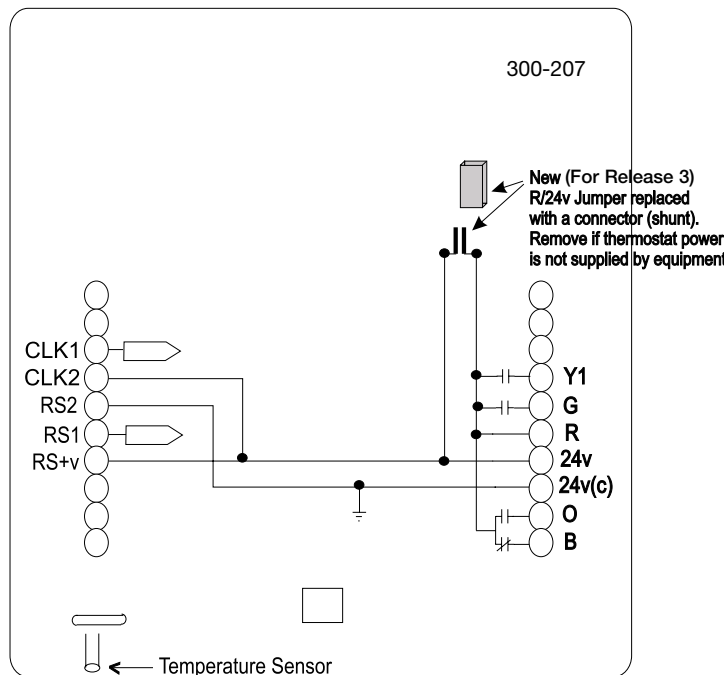 300-207
New (For Release 3)
R/24v Jumper replaced
with a connector (shunt).
Remove if thermostat power
is not supplied by equipment
CLK1
CLK2
RS2
RS1
RS+v
Y1
G
R
24v
24v(c)
O
B
Temperature Sensor